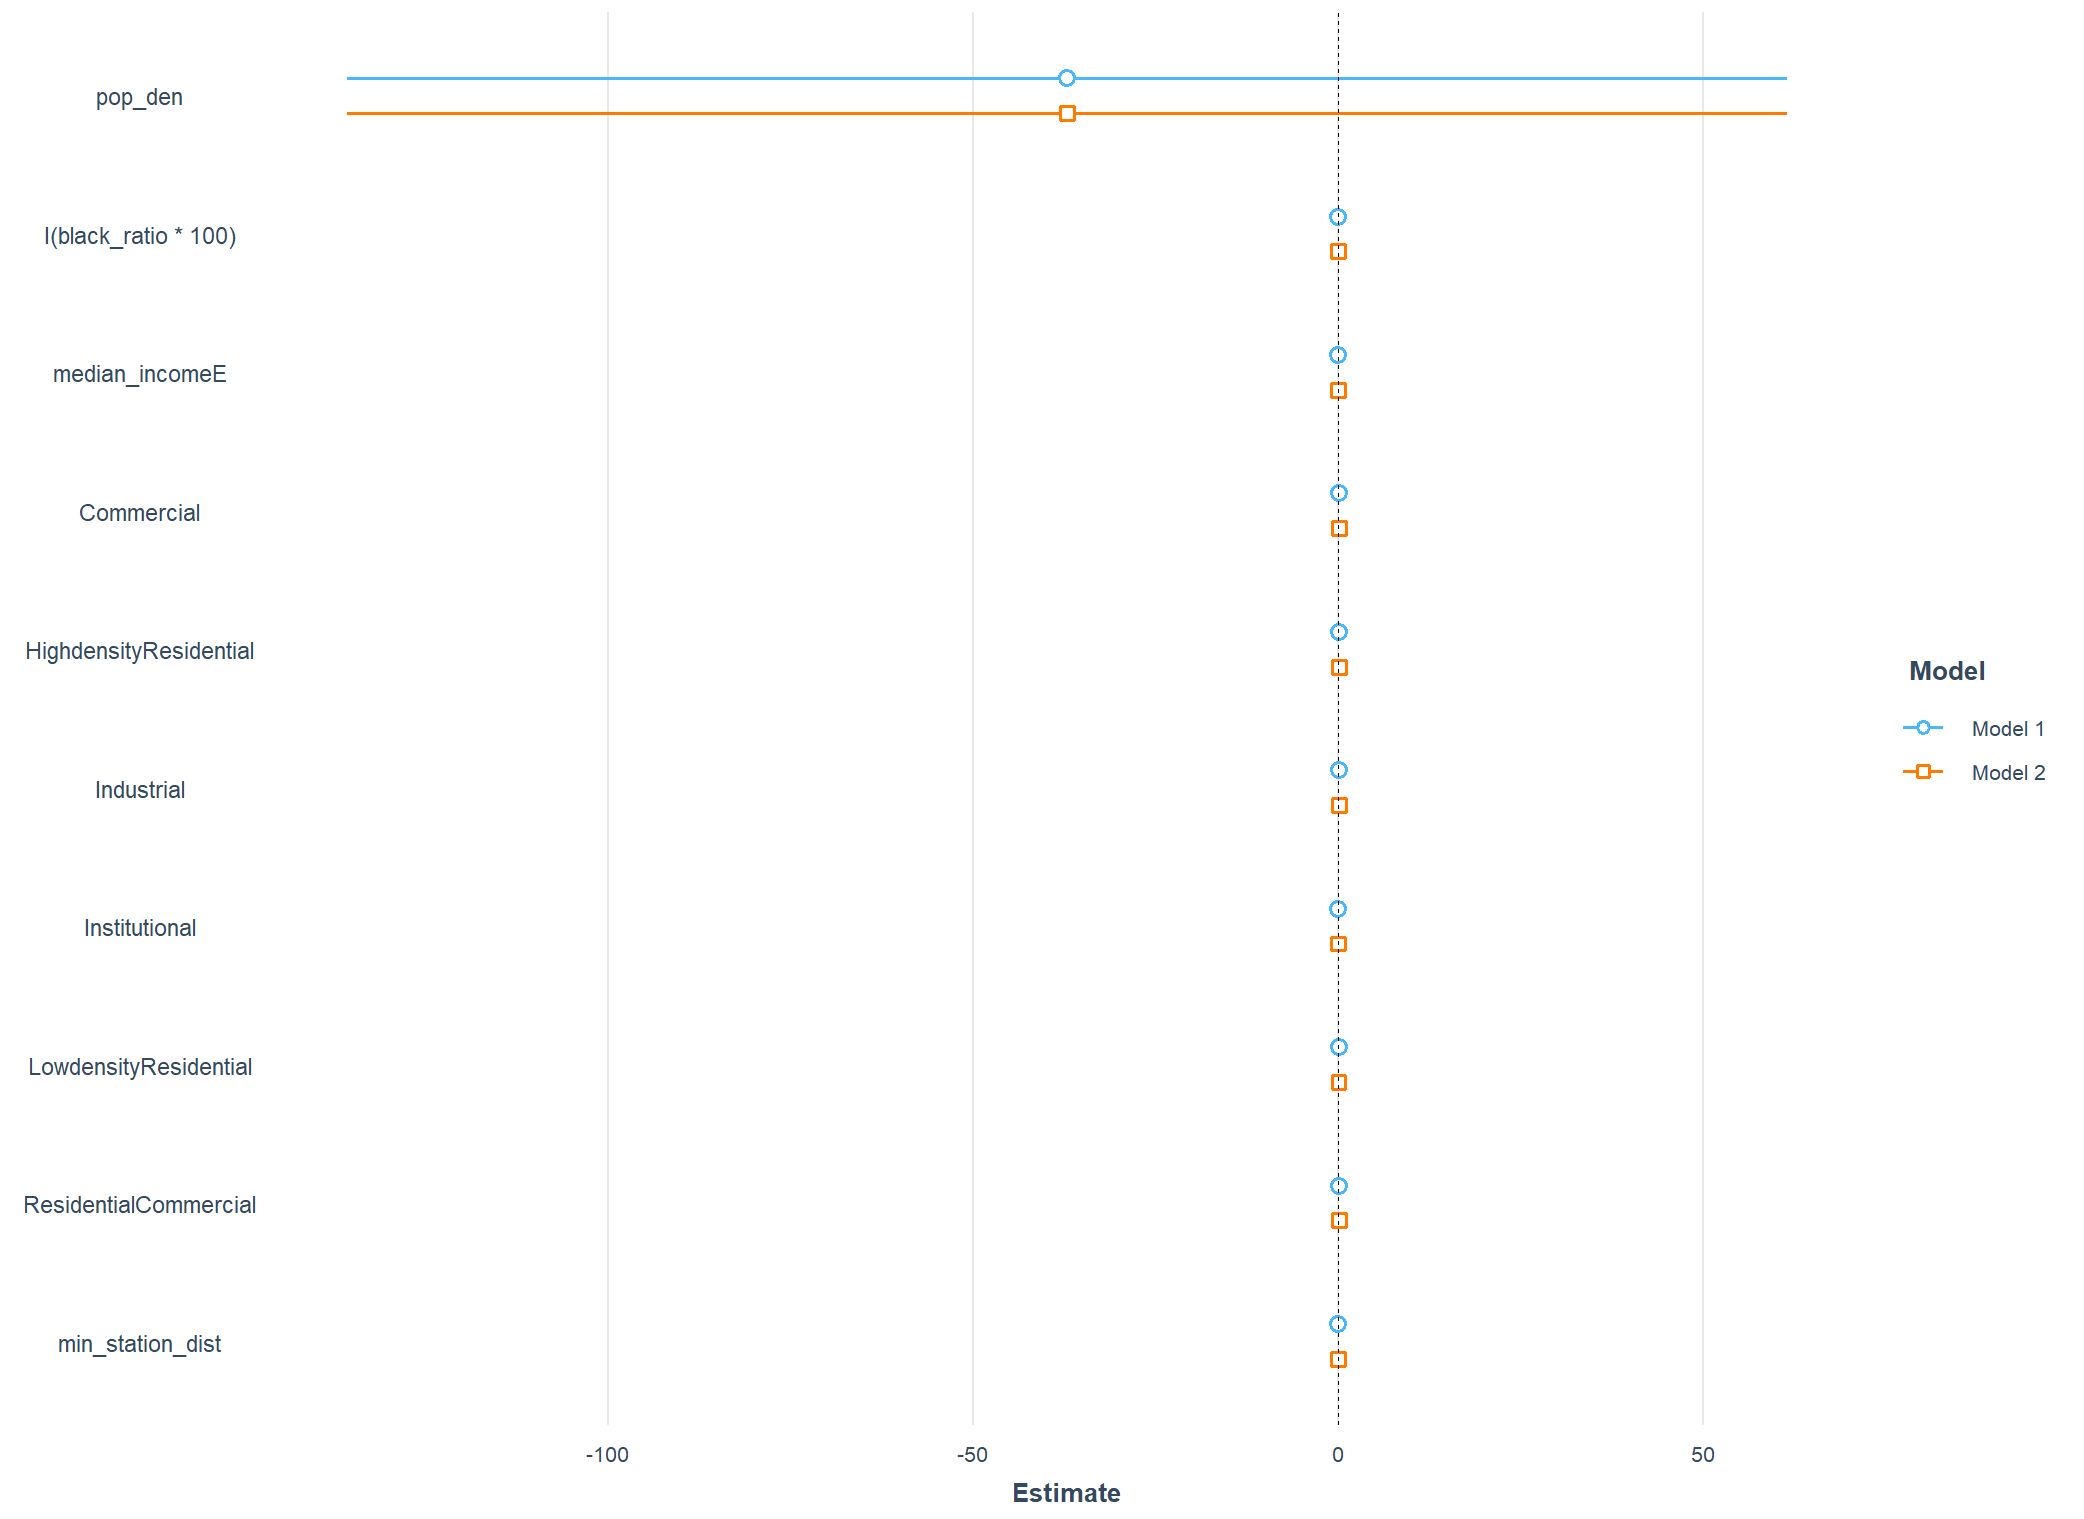 pop_den
I(black_ratio * 100)
median_incomeE
Commercial
HighdensityResidential
Industrial
Institutional
LowdensityResidential
ResidentialCommercial
min_station_dist
-100 -50 0 50
Estimate
Model
Model 1
Model 2